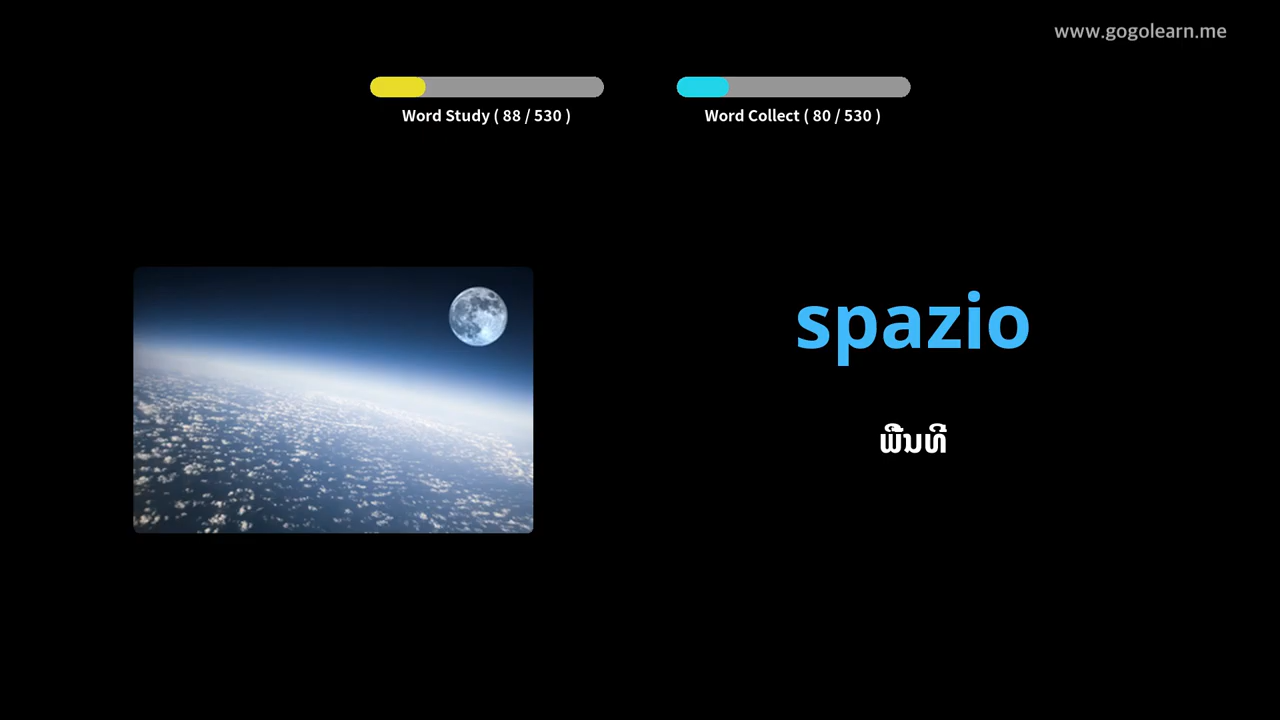 www.gogolearn.me
Word Study ( 88 / 530 )
Word Collect ( 80 / 530 )
spazio
ພື້ນທີ່